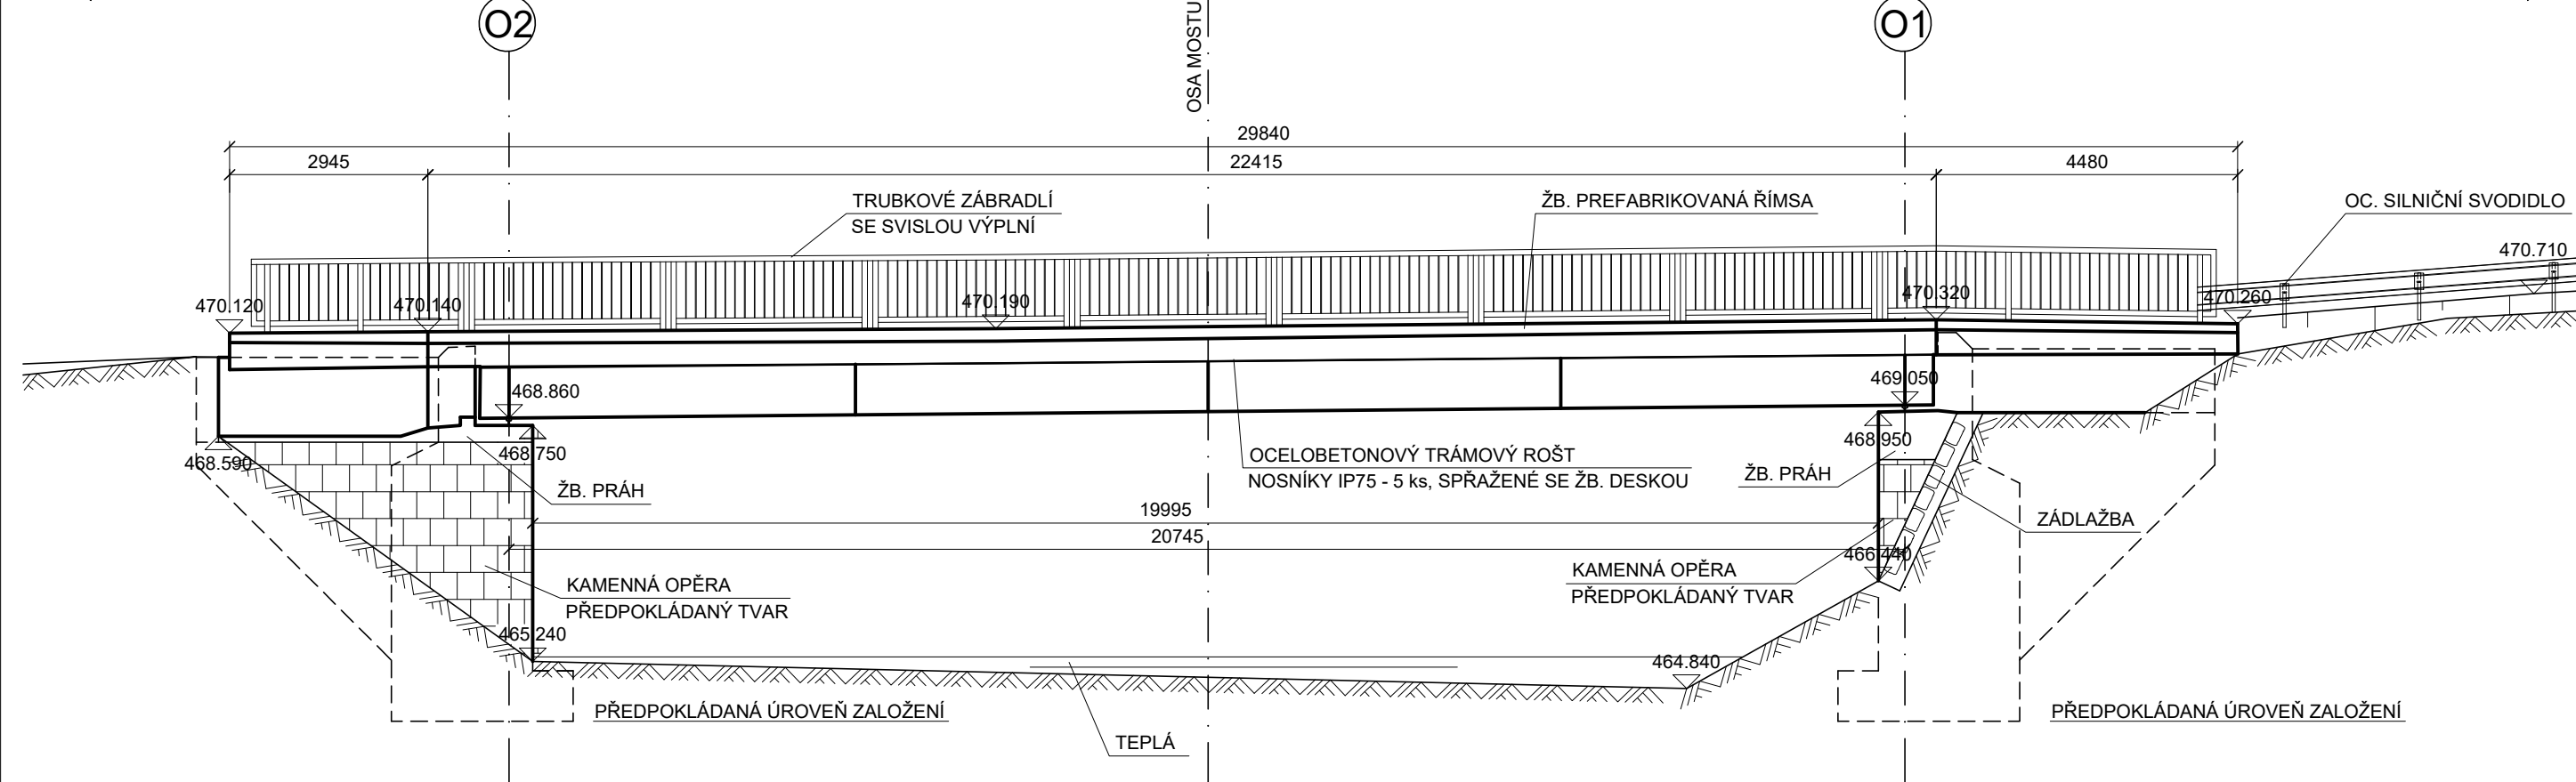 O2
OSA MOSTU
O1
29840
2945
22415
4480
TRUBKOVÉ ZÁBRADLÍ
SE SVISLOU VÝPLNÍ
ŽB. PREFABRIKOVANÁ ŘÍMSA
OC. SILNIČNÍ SVODIDLO
470.710
470.120
470.140
470.190
470.320
470.260
468.860
469.050
468.590
468.750
468.950
OCELOBETONOVÝ TRÁMOVÝ ROŠT
NOSNÍKY IP75 - 5 ks, SPŘAŽENÉ SE ŽB. DESKOU
ŽB. PRÁH
ŽB. PRÁH
19995
20745
ZÁDLAŽBA
466.440
KAMENNÁ OPĚRA
PŘEDPOKLÁDANÝ TVAR
KAMENNÁ OPĚRA
PŘEDPOKLÁDANÝ TVAR
465.240
464.840
PŘEDPOKLÁDANÁ ÚROVEŇ ZALOŽENÍ
PŘEDPOKLÁDANÁ ÚROVEŇ ZALOŽENÍ
TEPLÁ